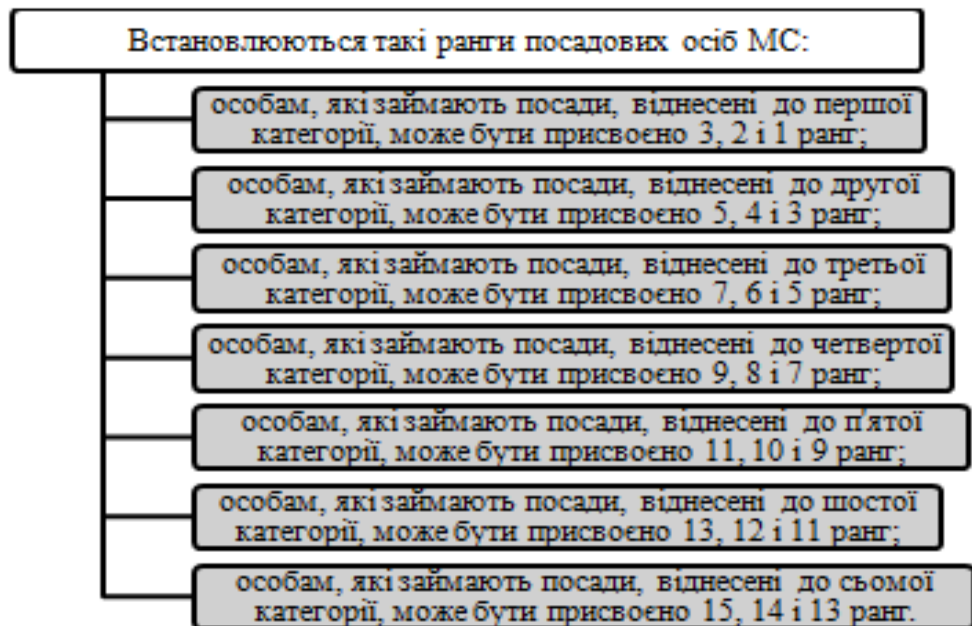 Встановлюються такі ранги посадових осіб МС:
особам, які займають посади, віднесені до першої
категорії, може бути присвоєно 3, 2 і 1 ранг;
особам, які займають посади, віднесені до другої
категорії, може бути присвоєно 5, 4 і 3 ранг;
особам, які займають посади, віднесені до третьої
категорії, може бути присвоєно 7, 6 і 5 ранг;
особам, які займають посади, віднесені до четвертої
категорії, може бути присвоєно 9, 8 і 7 ранг;
особам, які займають посади, віднесені до п'ятої
категорії, може бути присвоєно 11, 10 і 9 ранг;
особам, які займають посади, віднесені до шостої
категорії, може бути присвоєно 13, 12 і 11 ранг;
особам, які займають посади, віднесені до сьомої
категорії, може бути присвоєно 15, 14 і 13 ранг.